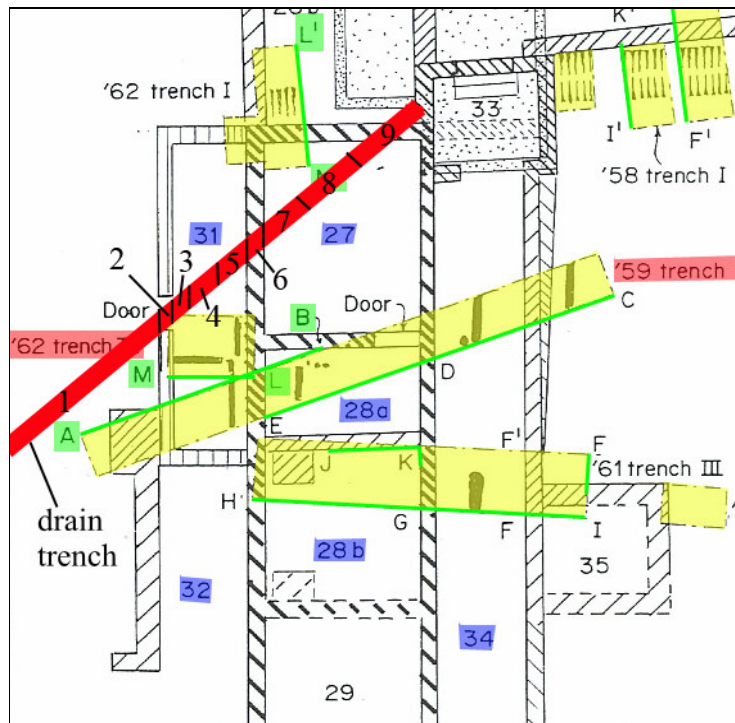 28b
L'
K'
'62 trench I
33
I'
F'
'58 trench I
9
8
7
31
27
5
6
2
3
4
Door
B
Door
'59 trench
C
'62 trench
M
L
D
1
A
28a
E
F'
F
J
K
'61 trench III
H'
G
F
I
drain
trench
28b
35
32
34
29